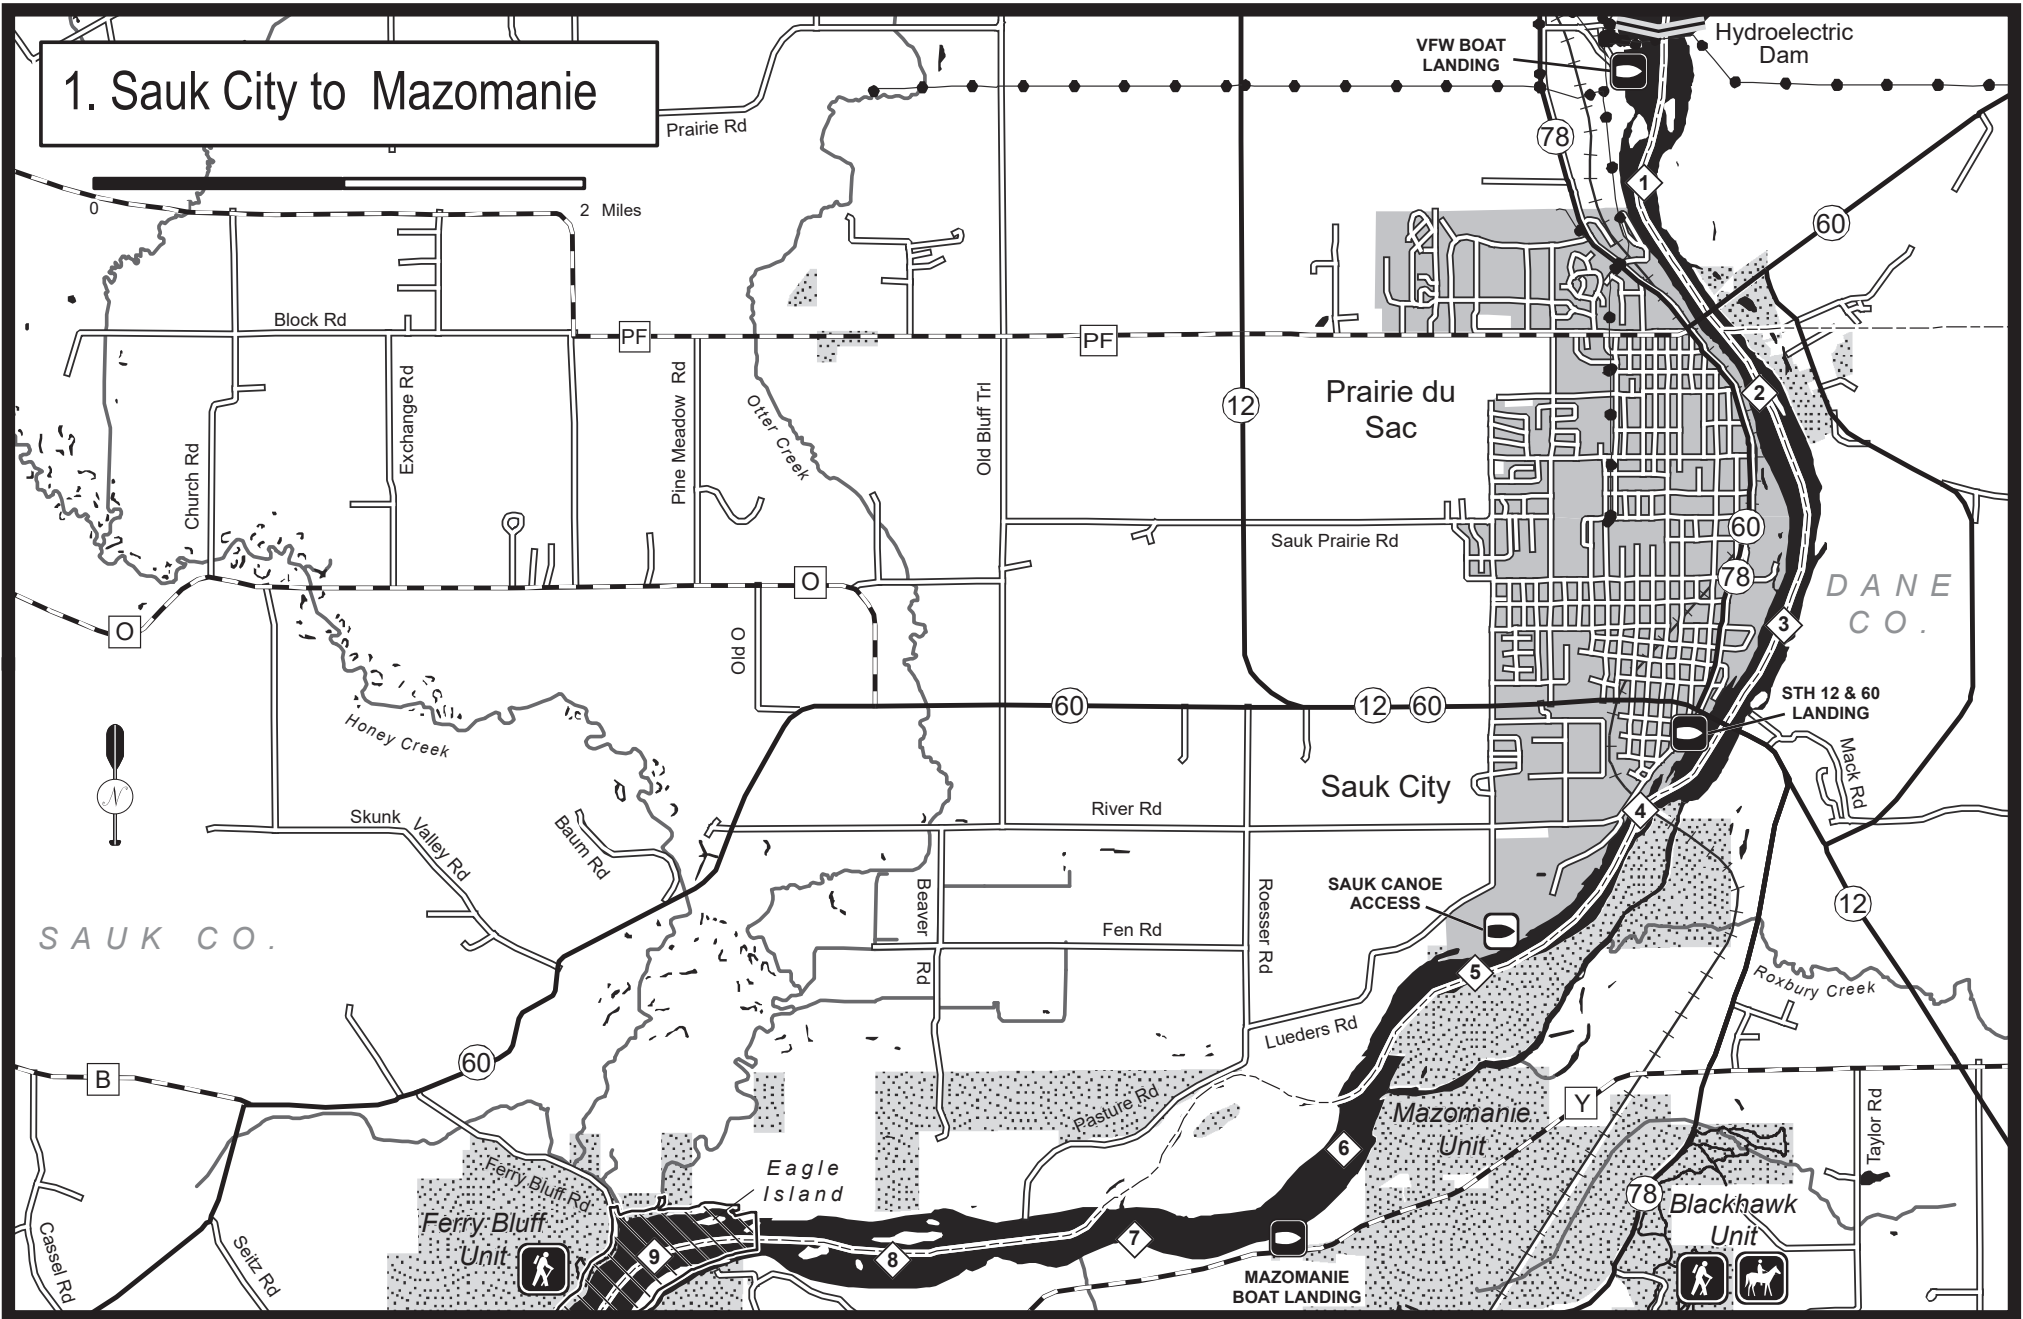 1. Sauk City to Mazomanie
0
2 Miles
VFW BOAT
LANDING
Hydroelectric
Dam
Prairie Rd
78
1
60
Block Rd
PF
PF
Church Rd
Exchange Rd
Pine Meadow Rd
Otter Creek
Old Bluff Trl
12
Prairie du
Sac
2
60
Sauk Prairie Rd
78
DANE
CO.
O
O
Old O
3
STH 12 & 60
LANDING
60
12
60
Honey Creek
N
Mack Rd
Sauk City
River Rd
4
Skunk
Valley Rd
Baum Rd
Beaver
Rd
Roesser Rd
SAUK CANOE
ACCESS
12
SAUK CO.
Fen Rd
5
Roxbury Creek
Lueders Rd
60
B
Pasture Rd
Mazomanie
Unit
Y
Taylor Rd
6
Eagle
Island
Ferry Bluff Rd
Ferry Bluff
Unit
78
Blackhawk
Unit
Cassel Rd
Seitz Rd
9
8
7
MAZOMANIE
BOAT LANDING